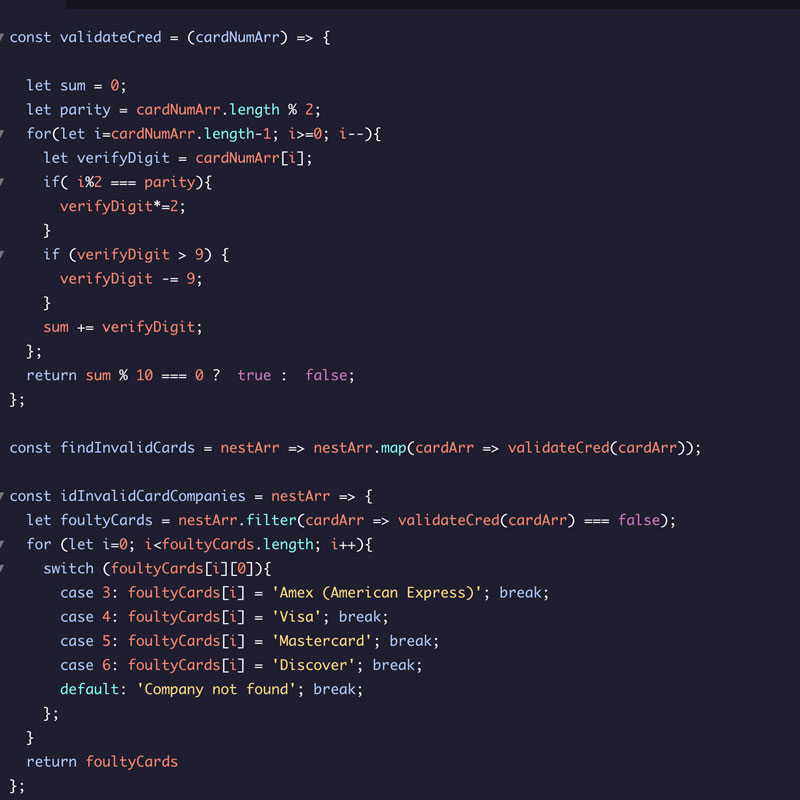 const validateCred = (cardNumArr) => {
let sum = 0;
let parity = cardNumArr.length % 2;
for(let i=cardNumArr.length-1; i>=0; i--){
let verifyDigit = cardNumArr[i];
if( i%2 === parity){
verifyDigit*=2;
}
if (verifyDigit > 9) {
verifyDigit -= 9;
}
sum += verifyDigit;
};
return sum % 10 === 0 ?  true :  false;
};
const findInvalidCards = nestArr => nestArr.map(cardArr => validateCred(cardArr));
const idInvalidCardCompanies = nestArr => {
let foultyCards = nestArr.filter(cardArr => validateCred(cardArr) === false);
for (let i=0; i<foultyCards.length; i++){
switch (foultyCards[i][0]){
case 3: foultyCards[i] = 'Amex (American Express)'; break;
case 4: foultyCards[i] = 'Visa'; break;
case 5: foultyCards[i] = 'Mastercard'; break;
case 6: foultyCards[i] = 'Discover'; break;
default: 'Company not found'; break;
};
}
return foultyCards
};